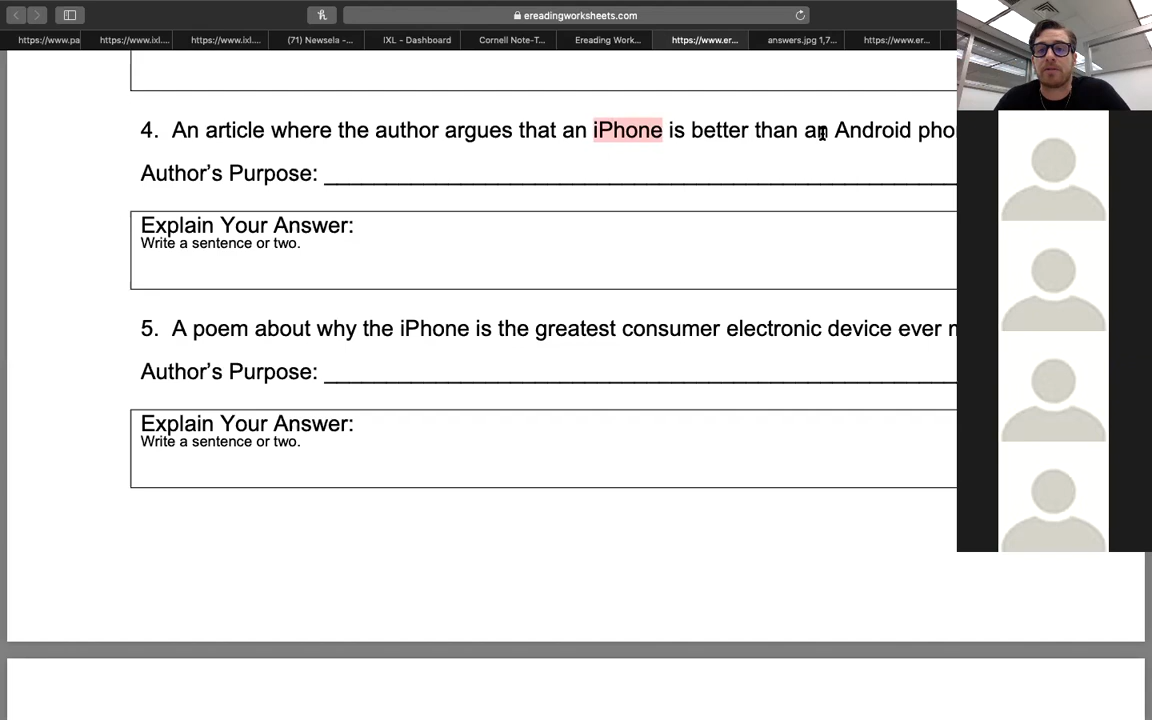 ereadingworksheets.com
https://www.pa
https://www.ixl....
https://www.ixl....
(71) Newsela -...
IXL - Dashboard
Cornell Note-T...
Ereading Work...
https://www.er...
answers.jpg 1,7...
https://www.er...
4. An article where the author argues that an iPhone is better than an Android pho
Author's Purpose: ____________________
Explain Your Answer:
Write a sentence or two.
5. A poem about why the iPhone is the greatest consumer electronic device ever
Author's Purpose: ____________________
Explain Your Answer:
Write a sentence or two.